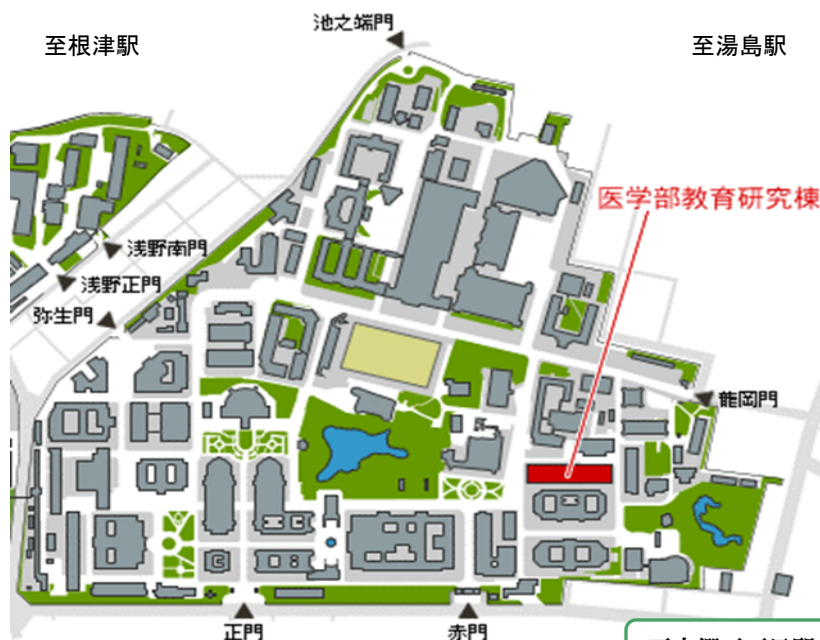 池之端門
至根津駅
至湯島駅
医学部教育研究棟
浅野南門
浅野正門
弥生門
龍岡門
正門
赤門